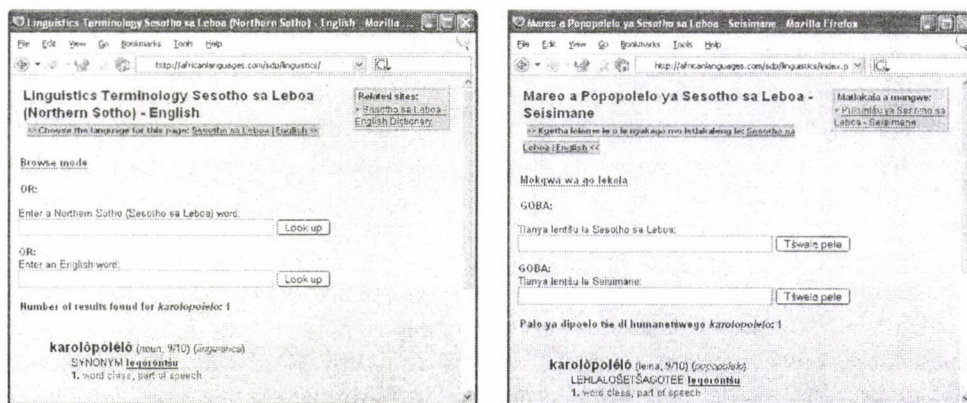 Linguistics Terminology Sesotho sa Leboa (Northern Sotho) - English - Mozilla ...
File Edit View Go Bookmarks Tools Help
http://africanlanguages.com/sdp/linguistics/
Linguistics Terminology Sesotho sa Leboa
(Northern Sotho) - English
>> Choose the language for this page: Sesotho sa Leboa | English <<
Related sites:
• Sesotho sa Leboa -
English Dictionary
Browse mode
OR:
Enter a Northern Sotho (Sesotho sa Leboa) word:
Look up
OR:
Enter an English word:
Look up
Number of results found for karolopolelo: 1
karolôpolêlô (noun, 9/10) (linguistics)
SYNONYM legorontšu
1. word class, part of speech
Mareo a Popopolelo ya Sesotho sa Leboa - Seisimane - Mozilla Firefox
File Edit View Go Bookmarks Tools Help
http://africanlanguages.com/sdp/linguistics/index.p
Mareo a Popopolelo ya Sesotho sa Leboa -
Seisimane
>> Kgetha leleme le o le nyakago mo letlakaleng le: Sesotho sa
Leboa | English <<
Matlakala a mangwe:
• Pukuntšu ya Sesotho sa
Leboa - Seisimane
Mokgwa wa go lekola
GOBA:
Tlanya lentšu la Sesotho sa Leboa:
Tšwela pele
GOBA:
Tlanya lentšu la Seisimane:
Tšwela pele
Palo ya dipoelo tše di humanetšwego karolopolelo: 1
karolôpolêlô (lema, 9/10) (popopolelo)
LEHLALOŠETŠAGOTEE legorontšu
1. word class, part of speech